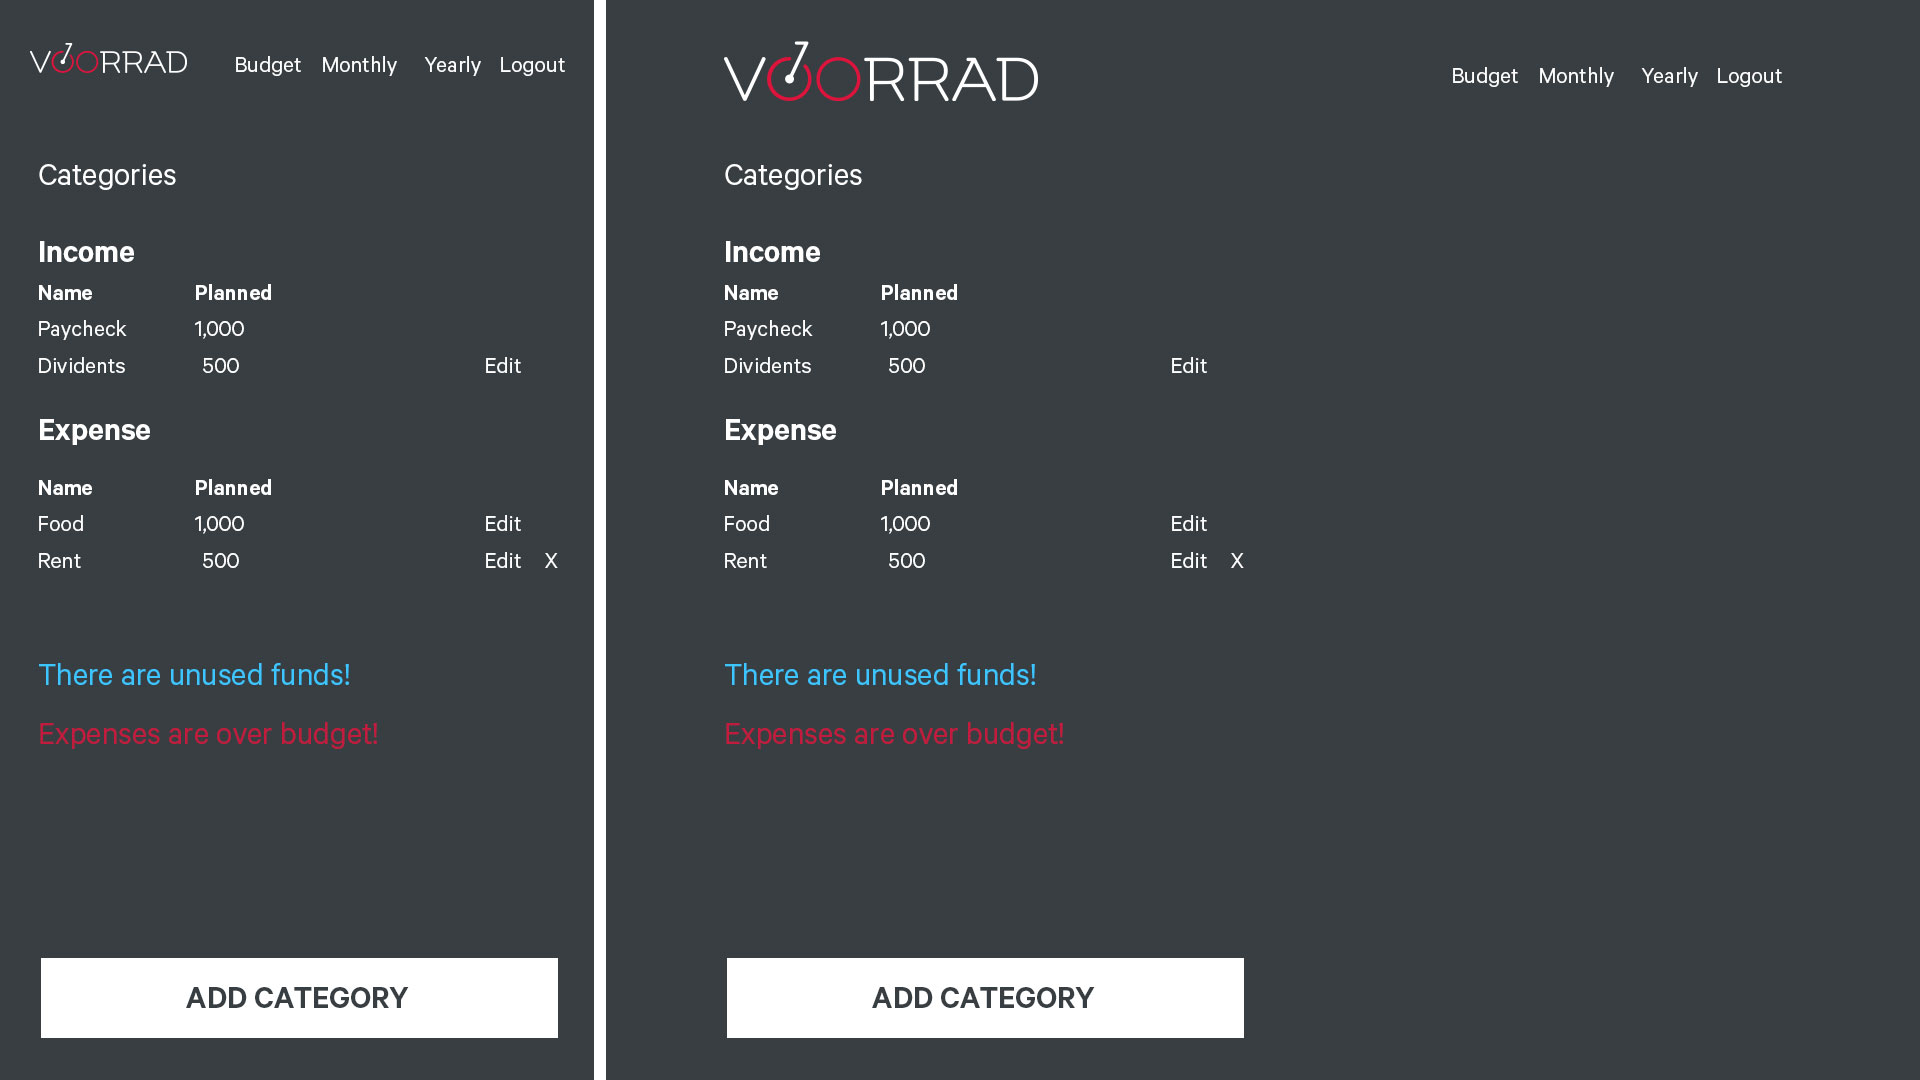 VOORRAD Budget Monthly Yearly Logout
Categories
Income
Name Planned
Paycheck 1,000
Dividents 500 Edit
Expense
Name Planned
Food 1,000 Edit
Rent 500 Edit X
There are unused funds!
Expenses are over budget!
ADD CATEGORY
VOORRAD Budget Monthly Yearly Logout
Categories
Income
Name Planned
Paycheck 1,000
Dividents 500 Edit
Expense
Name Planned
Food 1,000 Edit
Rent 500 Edit X
There are unused funds!
Expenses are over budget!
ADD CATEGORY